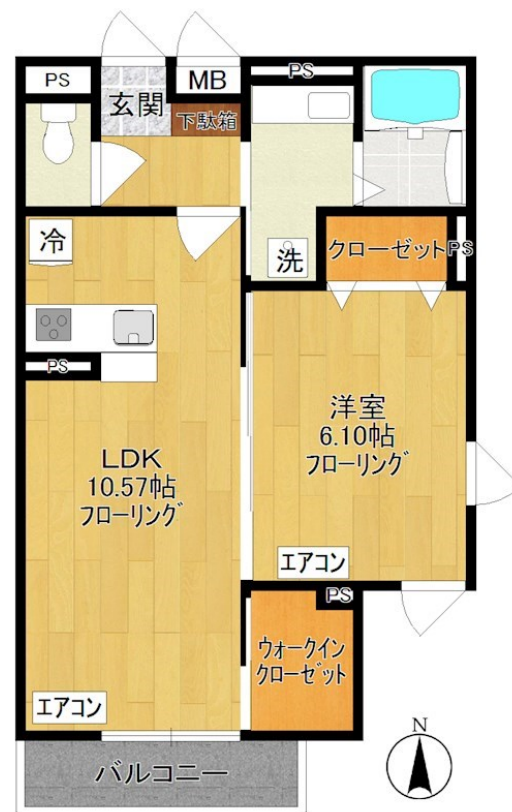 PS
MB
PS
玄関
下駄箱
冷
洗
クローゼット
PS
PS
洋室
6.10帖
フローリング
LDK
10.57帖
フローリング
エアコン
PS
ウォークイン
クローゼット
エアコン
バルコニー
N